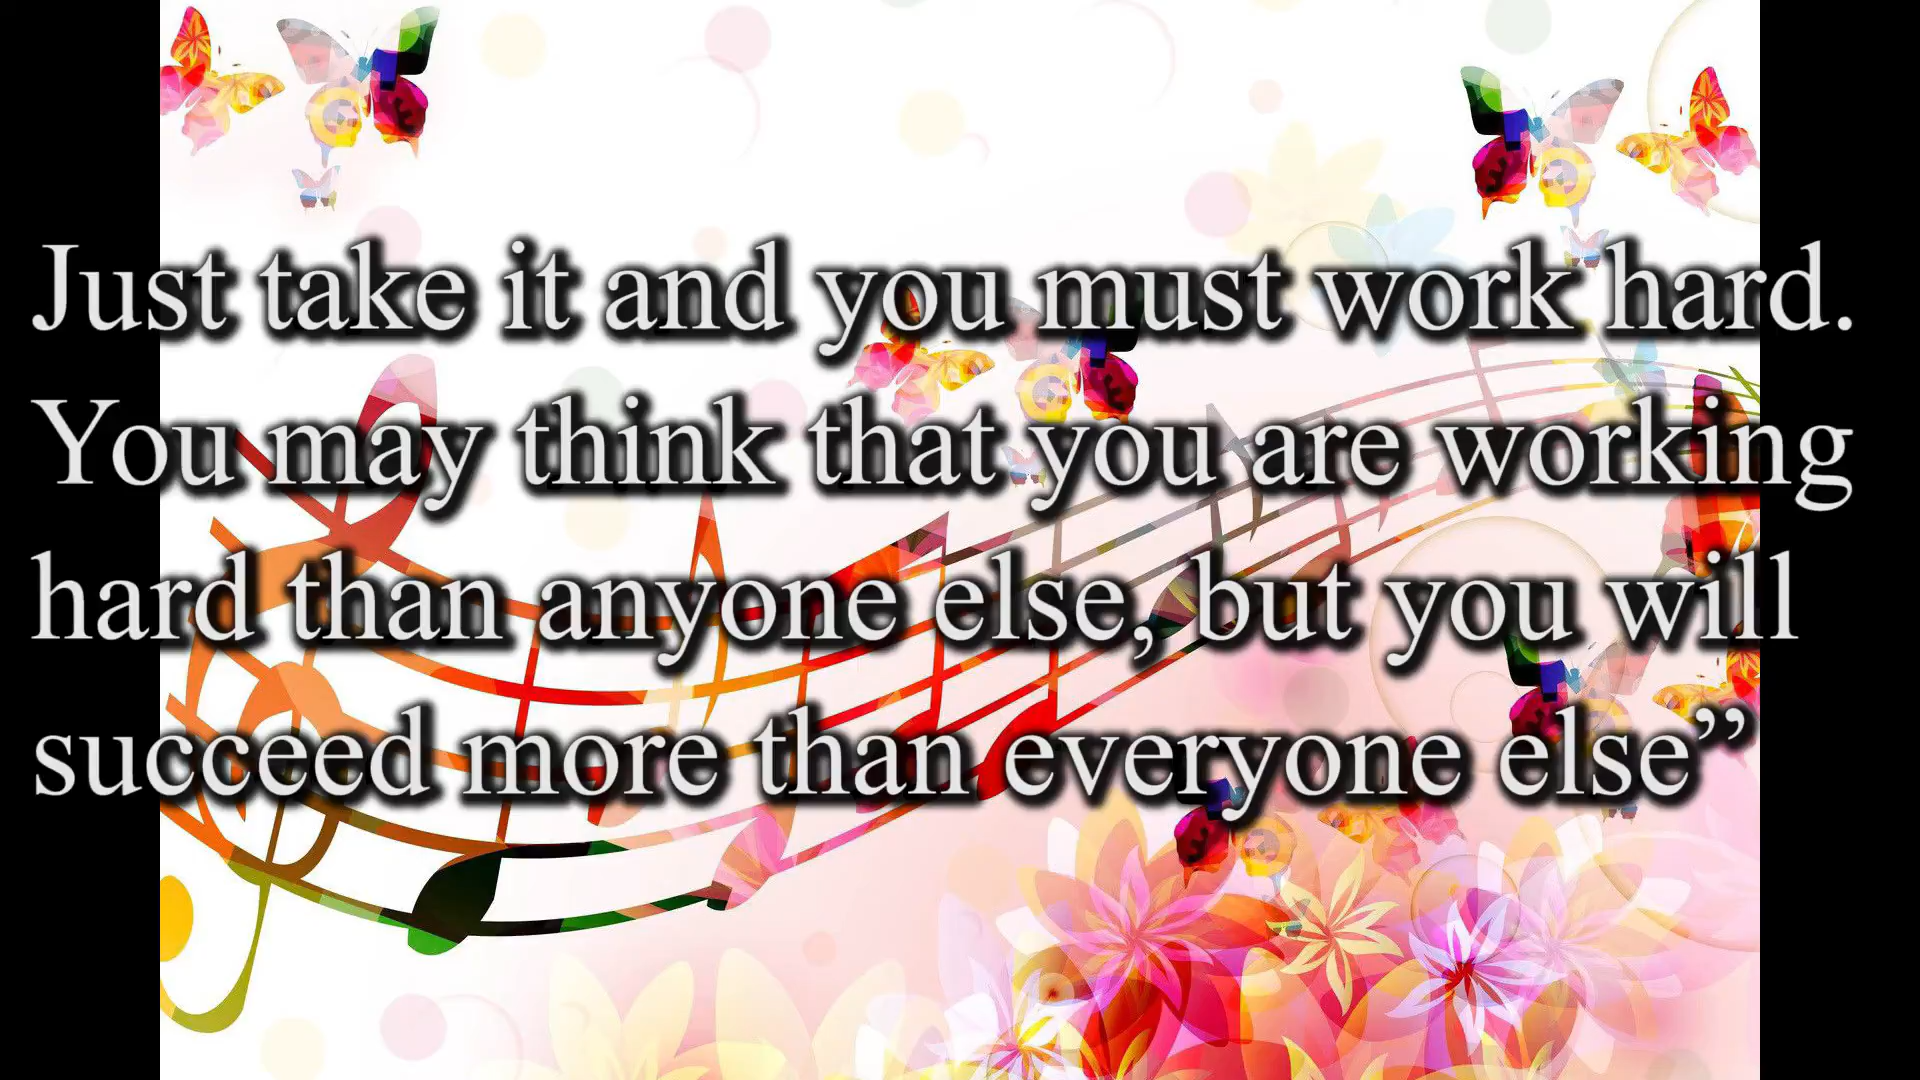 Just take it and you must work hard.
You may think that you are working
hard than anyone else, but you will
succeed more than everyone else”